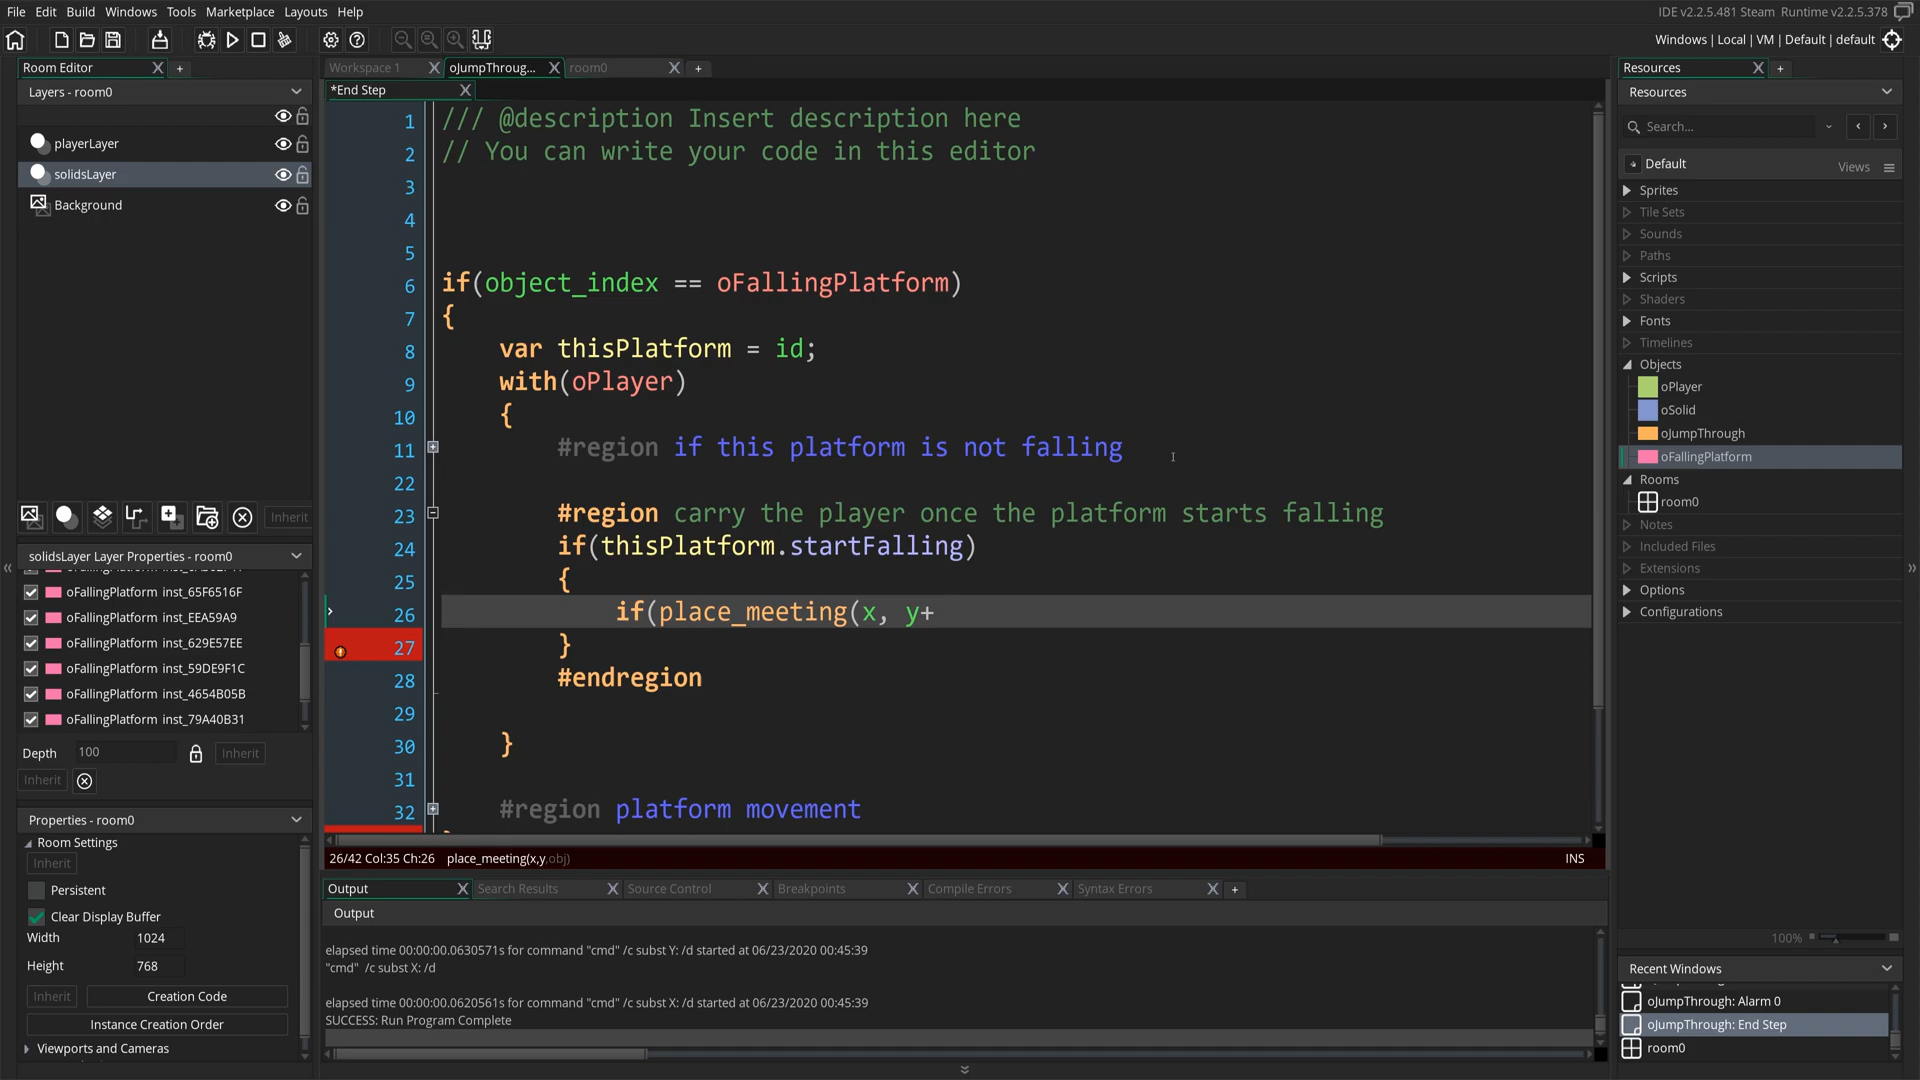 File Edit Build Windows Tools Marketplace Layouts Help
IDE v2.2.5.481 Steam Runtime v2.2.5.378
Windows | Local | VM | Default | default
Room Editor
Workspace 1
oJumpThroug...
room0
Resources
Layers - room0
*End Step
Resources
Search...
playerLayer
solidsLayer
Background
Default
Views
Sprites
Tile Sets
Sounds
Paths
Scripts
Shaders
Fonts
Timelines
Objects
oPlayer
oSolid
oJumpThrough
oFallingPlatform
Rooms
room0
Notes
Included Files
Extensions
Options
Configurations
1 /// @description Insert description here
2 // You can write your code in this editor
3
4
5
6 if(object_index == oFallingPlatform)
7 {
8 var thisPlatform = id;
9 with(oPlayer)
10 {
11 #region if this platform is not falling
22
23 #region carry the player once the platform starts falling
24 if(thisPlatform.startFalling)
25 {
26 if(place_meeting(x, y+
27 }
28 #endregion
29
30 }
31
32 #region platform movement
26/42 Col:35 Ch:26 place_meeting(x,y,obj)
INS
Inherit
solidsLayer Layer Properties - room0
oFallingPlatform inst_65F6516F
oFallingPlatform inst_EEA59A9
oFallingPlatform inst_629E57EE
oFallingPlatform inst_59DE9F1C
oFallingPlatform inst_4654B05B
oFallingPlatform inst_79A40B31
Depth 100 Inherit
Inherit
Properties - room0
Room Settings
Inherit
Persistent
Clear Display Buffer
Width 1024
Height 768
Inherit Creation Code
Instance Creation Order
Viewports and Cameras
Output
Search Results
Source Control
Breakpoints
Compile Errors
Syntax Errors
Output
elapsed time 00:00:00.0630571s for command "cmd" /c subst Y: /d started at 06/23/2020 00:45:39
"cmd" /c subst X: /d
elapsed time 00:00:00.0620561s for command "cmd" /c subst X: /d started at 06/23/2020 00:45:39
SUCCESS: Run Program Complete
100%
Recent Windows
oJumpThrough: Alarm 0
oJumpThrough: End Step
room0